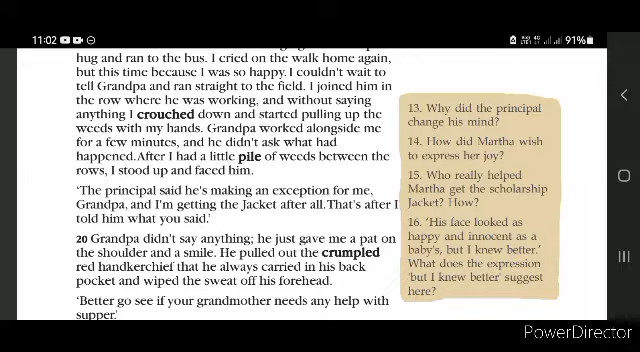 11:02
91%
hug and ran to the bus. I cried on the walk home again,
but this time because I was so happy. I couldn't wait to
tell Grandpa and ran straight to the field. I joined him in
the row where he was working, and without saying
anything I crouched down and started pulling up the
weeds with my hands. Grandpa worked alongside me
for a few minutes, and he didn't ask what had
happened. After I had a little pile of weeds between the
rows, I stood up and faced him.
'The principal said he's making an exception for me,
Grandpa, and I'm getting the Jacket after all. That's after I
told him what you said.'
20 Grandpa didn't say anything; he just gave me a pat on
the shoulder and a smile. He pulled out the crumpled
red handkerchief that he always carried in his back
pocket and wiped the sweat off his forehead.
'Better go see if your grandmother needs any help with
supper.'
13. Why did the principal
change his mind?
14. How did Martha wish
to express her joy?
15. Who really helped
Martha get the scholarship
Jacket? How?
16. 'His face looked as
happy and innocent as a
baby's, but I knew better.'
What does the expression
'but I knew better' suggest
here?
PowerDirector